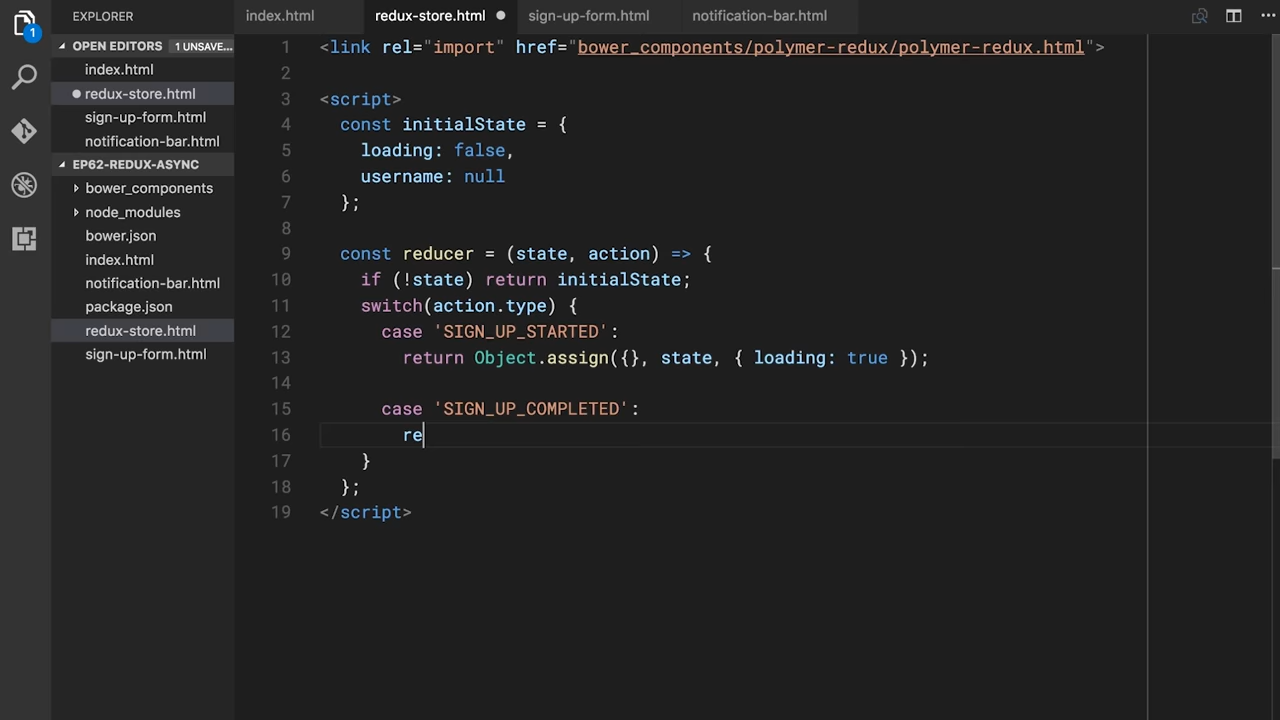 EXPLORER
index.html
redux-store.html
sign-up-form.html
notification-bar.html
OPEN EDITORS 1 UNSAVE...
index.html
redux-store.html
sign-up-form.html
notification-bar.html
EP62-REDUX-ASYNC
bower_components
node_modules
bower.json
index.html
notification-bar.html
package.json
redux-store.html
sign-up-form.html
1
1 <link rel="import" href="bower_components/polymer-redux/polymer-redux.html">
2
3 <script>
4 const initialState = {
5 loading: false,
6 username: null
7 };
8
9 const reducer = (state, action) => {
10 if (!state) return initialState;
11 switch(action.type) {
12 case 'SIGN_UP_STARTED':
13 return Object.assign({}, state, { loading: true });
14
15 case 'SIGN_UP_COMPLETED':
16 re
17 }
18 };
19 </script>